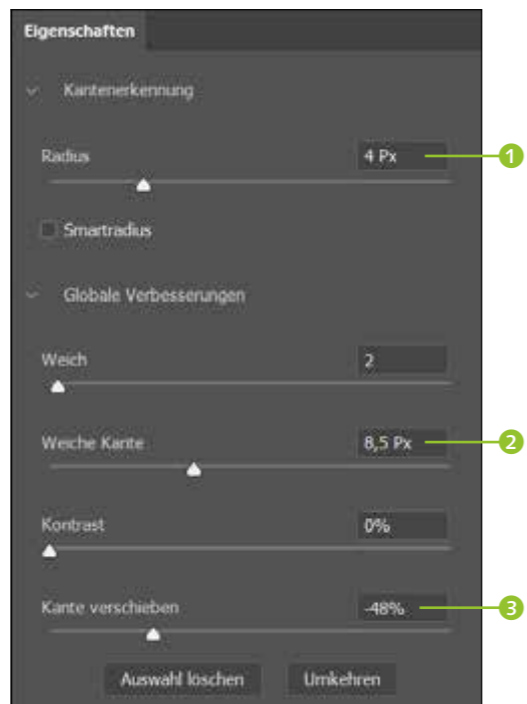 Eigenschaften
Kantenerkennung
Radius 4 Px 1
Smartradius
Globale Verbesserungen
Weich 2
Weiche Kante 8,5 Px 2
Kontrast 0%
Kante verschieben -48% 3
Auswahl löschen Umkehren